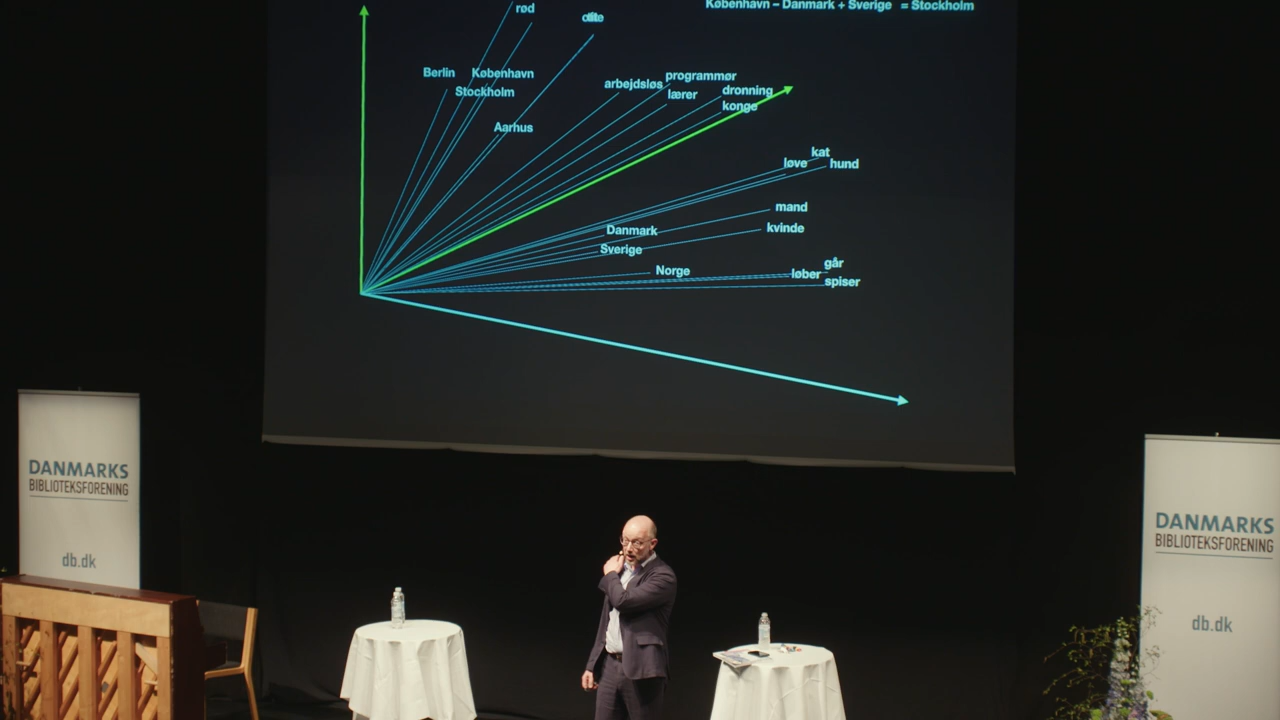 København – Danmark + Sverige = Stockholm
rød
Berlin
København
Stockholm
Aarhus
arbejdsløs
programmør
lærer
dronning
konge
kat
løve
hund
mand
kvinde
Danmark
Sverige
Norge
går
løber
spiser
DANMARKS
BIBLIOTEKSFORENING
db.dk
DANMARKS
BIBLIOTEKSFORENING
db.dk